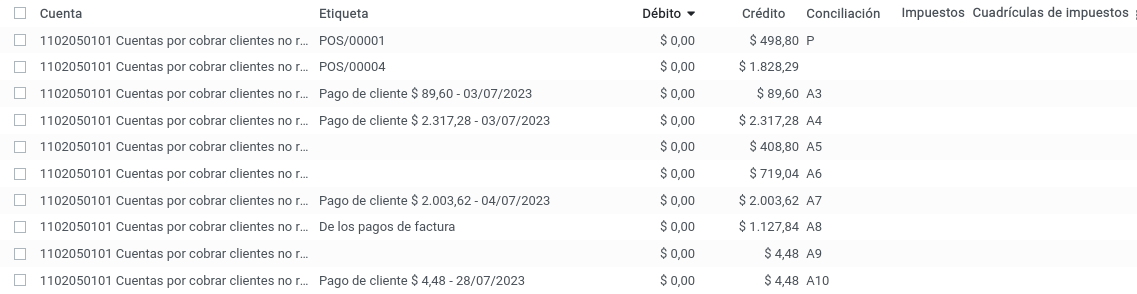 Cuenta Etiqueta Débito Crédito Conciliación Impuestos Cuadrículas de impuestos
1102050101 Cuentas por cobrar clientes no r... POS/00001 $ 0,00 $ 498,80 P
1102050101 Cuentas por cobrar clientes no r... POS/00004 $ 0,00 $ 1.828,29
1102050101 Cuentas por cobrar clientes no r... Pago de cliente $ 89,60 - 03/07/2023 $ 0,00 $ 89,60 A3
1102050101 Cuentas por cobrar clientes no r... Pago de cliente $ 2.317,28 - 03/07/2023 $ 0,00 $ 2.317,28 A4
1102050101 Cuentas por cobrar clientes no r... $ 0,00 $ 408,80 A5
1102050101 Cuentas por cobrar clientes no r... $ 0,00 $ 719,04 A6
1102050101 Cuentas por cobrar clientes no r... Pago de cliente $ 2.003,62 - 04/07/2023 $ 0,00 $ 2.003,62 A7
1102050101 Cuentas por cobrar clientes no r... De los pagos de factura $ 0,00 $ 1.127,84 A8
1102050101 Cuentas por cobrar clientes no r... $ 0,00 $ 4,48 A9
1102050101 Cuentas por cobrar clientes no r... Pago de cliente $ 4,48 - 28/07/2023 $ 0,00 $ 4,48 A10